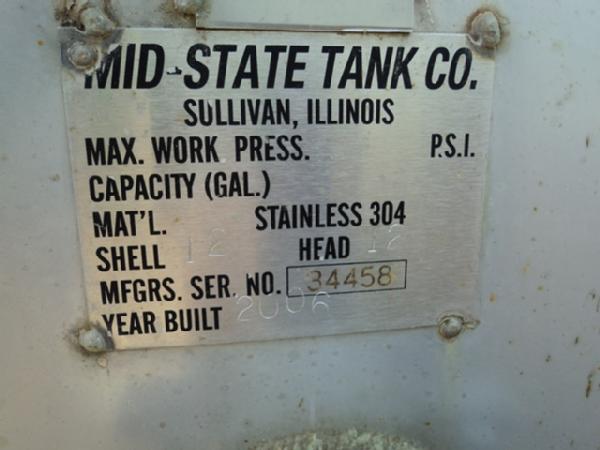 MID-STATE TANK CO.
SULLIVAN, ILLINOIS
MAX. WORK PRESS. P.S.I.
CAPACITY (GAL.)
MAT'L. STAINLESS 304
SHELL 12 HEAD 12
MFGRS. SER. NO. 34458
YEAR BUILT 2006